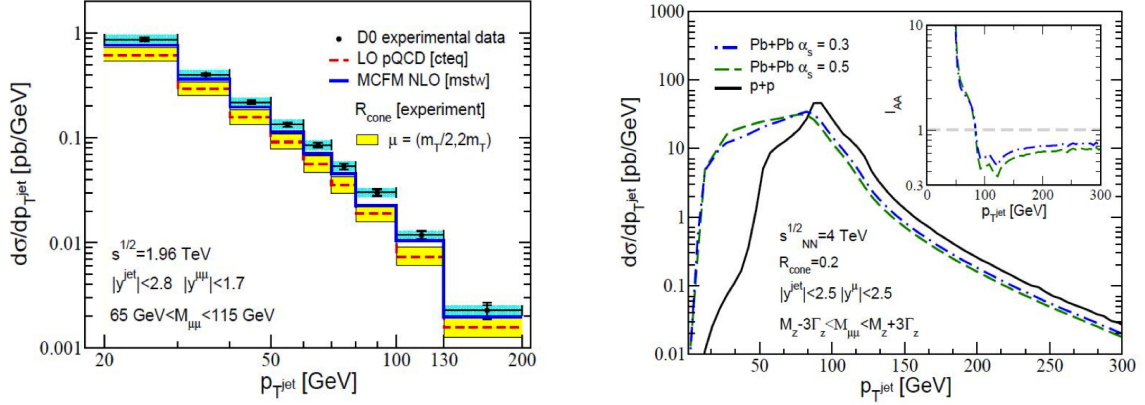 D0 experimental data
LO pQCD [cteq]
MCFM NLO [mstw]
R_cone [experiment]
μ = (m_T/2,2m_T)
s^1/2=1.96 TeV
|y^jet|<2.8 |y^μμ|<1.7
65 GeV<M_μμ<115 GeV
1
0.1
0.01
0.001
dσ/dp_T^jet [pb/GeV]
20 50 100 130 200
p_T^jet [GeV]
Pb+Pb α_s = 0.3
Pb+Pb α_s = 0.5
p+p
s^1/2_NN=4 TeV
R_cone=0.2
|y^jet|<2.5 |y^μ|<2.5
M_Z-3Γ_z<M_μμ<M_Z+3Γ_z
1000
100
10
1
0.1
0.01
dσ/dp_T^jet [pb/GeV]
50 100 150 200 250 300
p_T^jet [GeV]
10
1
0.3
I_AA
0 100 200 300
p_T^jet [GeV]